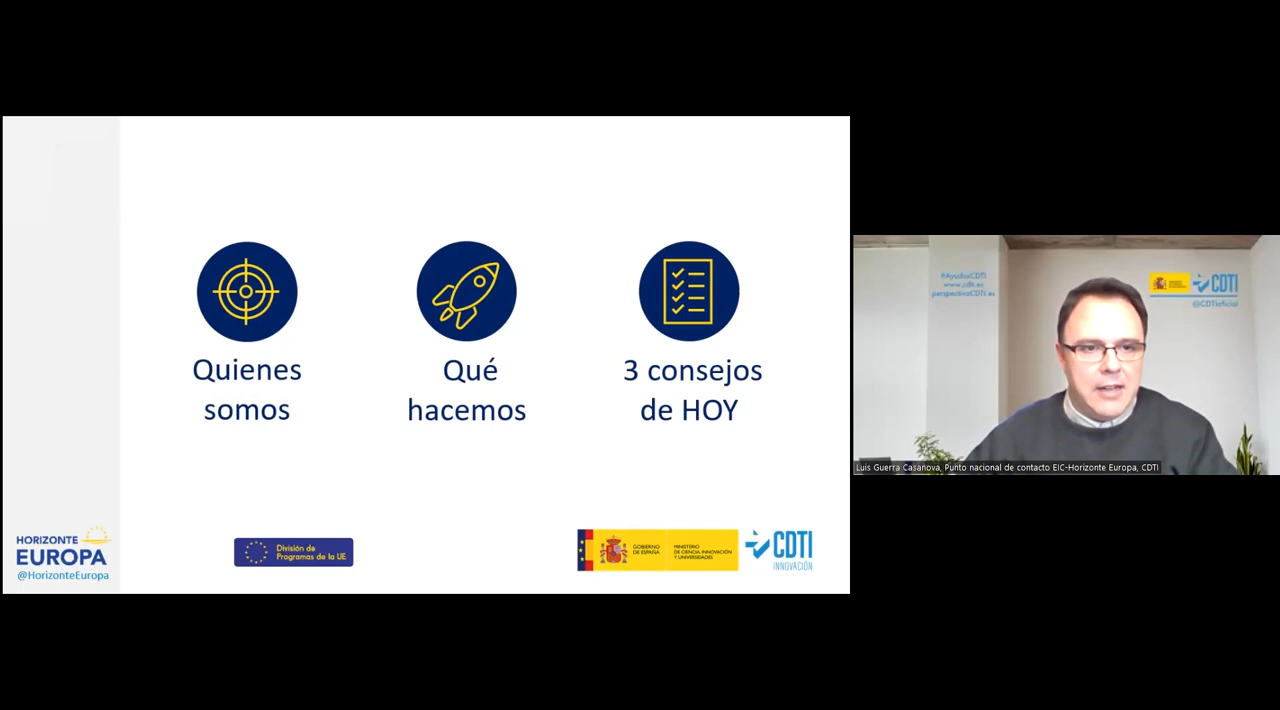 Quienes
somos
Qué
hacemos
3 consejos
de HOY
HORIZONTE
EUROPA
@HorizonteEuropa
División de
Programas de la UE
GOBIERNO
DE ESPAÑA
MINISTERIO
DE CIENCIA, INNOVACIÓN
Y UNIVERSIDADES
CDTI
INNOVACIÓN
#AyudasCDTI
www.cdti.es
perspectivaCDTI.es
CDTI
@CDTIoficial
Luis Guerra Casanova, Punto nacional de contacto EIC-Horizonte Europa, CDTI